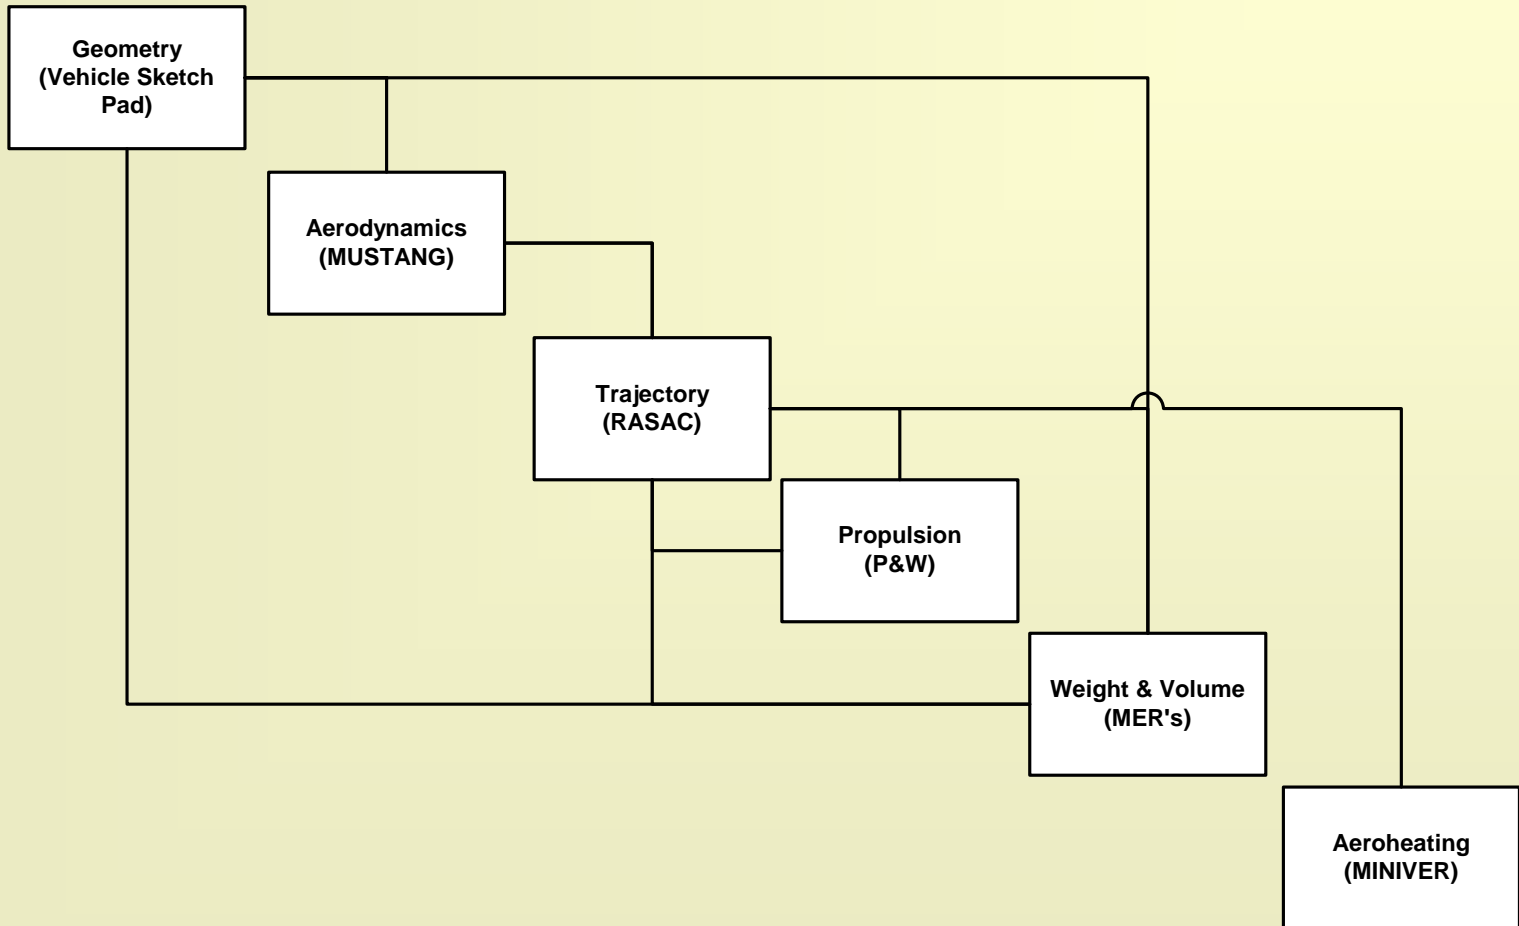 Geometry
(Vehicle Sketch
Pad)
Aerodynamics
(MUSTANG)
Trajectory
(RASAC)
Propulsion
(P&W)
Weight & Volume
(MER's)
Aeroheating
(MINIVER)